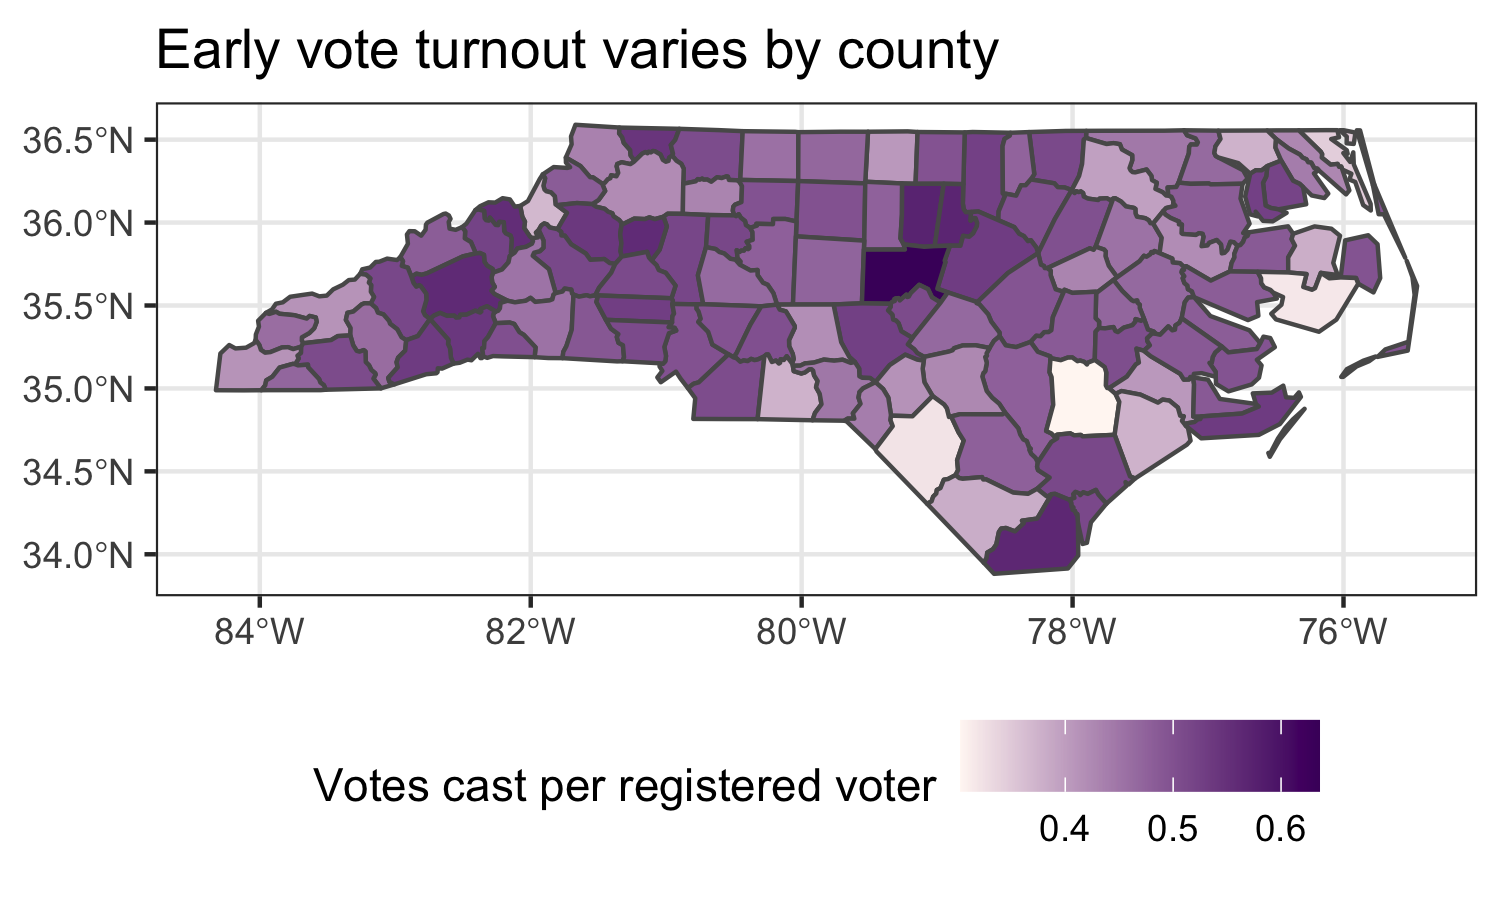 Early vote turnout varies by county
36.5°N
36.0°N
35.5°N
35.0°N
34.5°N
34.0°N
84°W 82°W 80°W 78°W 76°W
Votes cast per registered voter
0.4 0.5 0.6